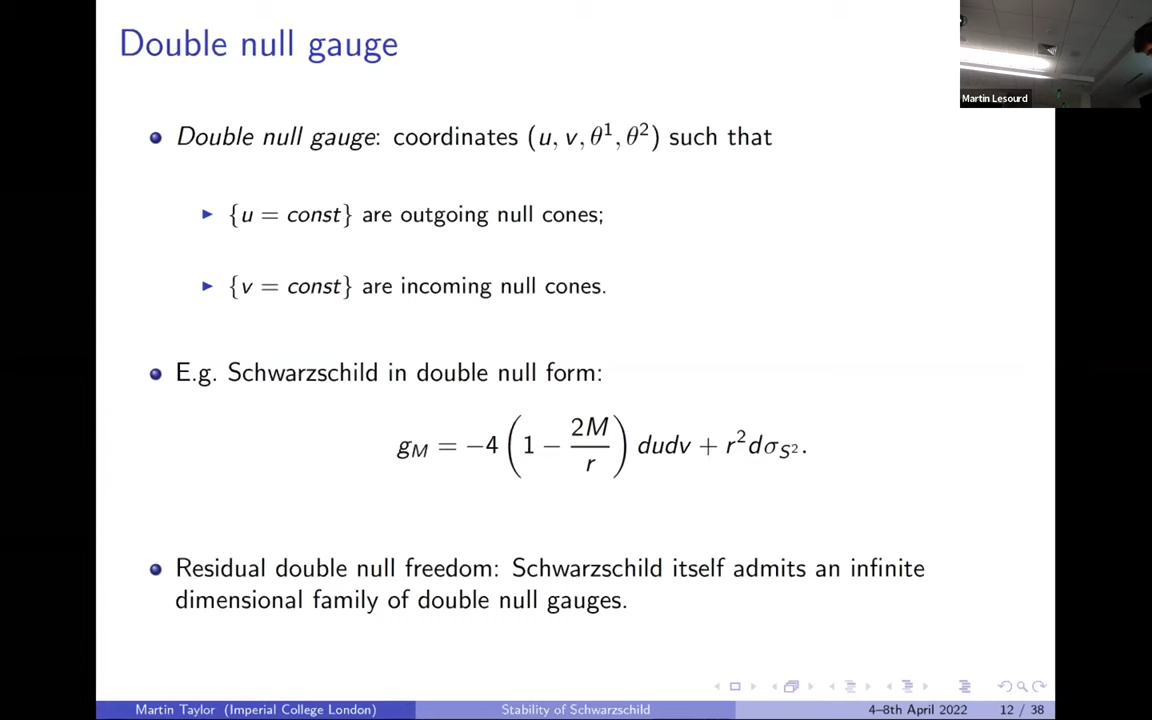 Double null gauge
Martin Lesourd
Double null gauge: coordinates (u, v, θ¹, θ²) such that
{u = const} are outgoing null cones;
{v = const} are incoming null cones.
E.g. Schwarzschild in double null form:
g_M = −4 (1 − 2M/r) dudv + r²dσ_{S²}.
Residual double null freedom: Schwarzschild itself admits an infinite
dimensional family of double null gauges.
Martin Taylor (Imperial College London) Stability of Schwarzschild 4–8th April 2022 12 / 38